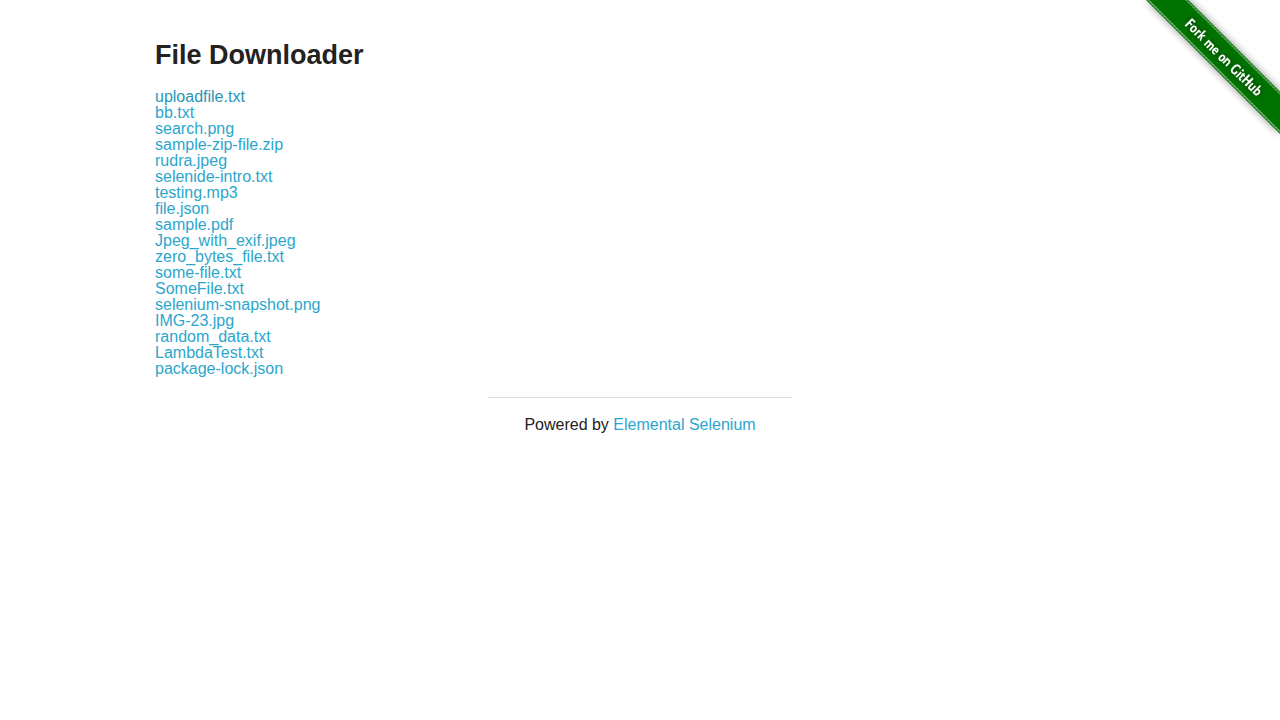 File Downloader
Fork me on GitHub
uploadfile.txt
bb.txt
search.png
sample-zip-file.zip
rudra.jpeg
selenide-intro.txt
testing.mp3
file.json
sample.pdf
Jpeg_with_exif.jpeg
zero_bytes_file.txt
some-file.txt
SomeFile.txt
selenium-snapshot.png
IMG-23.jpg
random_data.txt
LambdaTest.txt
package-lock.json
Powered by Elemental Selenium